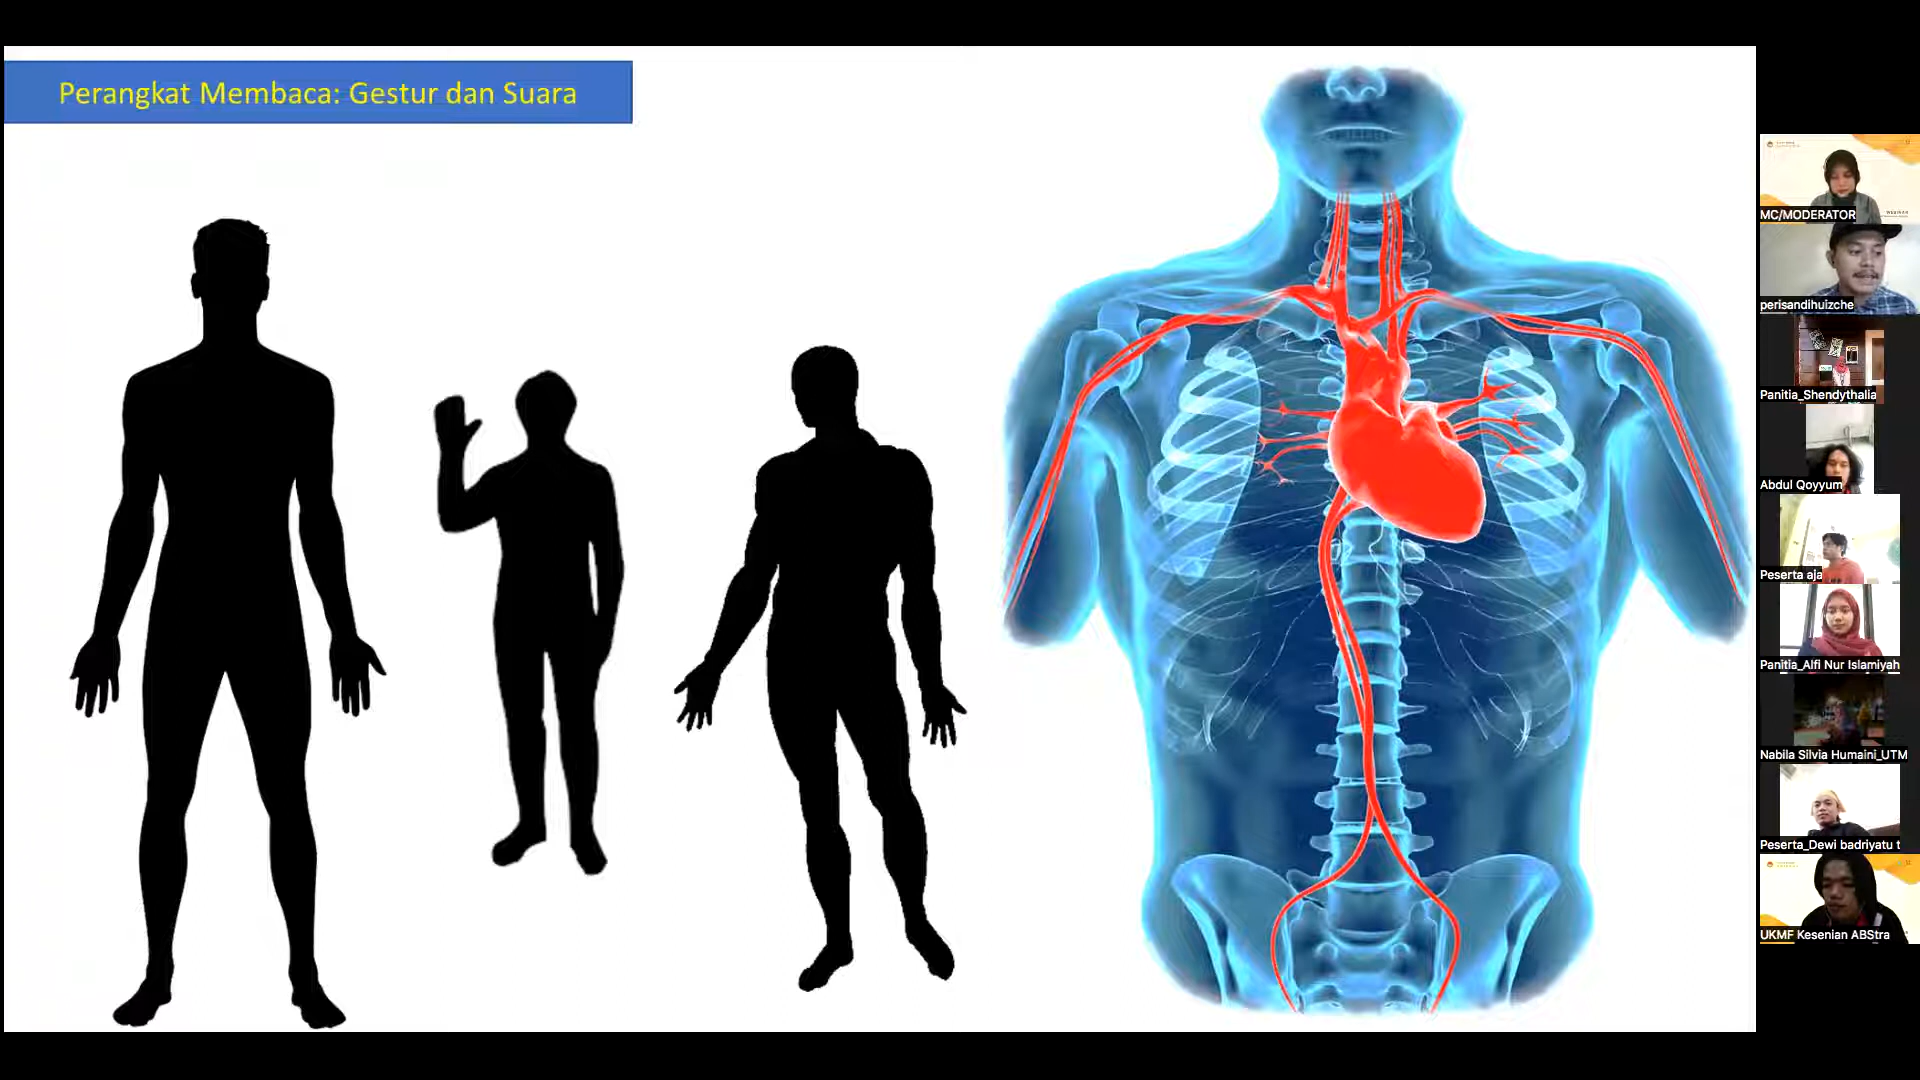 Perangkat Membaca: Gestur dan Suara
MC/MODERATOR
perisandihuizche
Panitia_Shendythalia
Abdul Qoyyum
Peserta aja
Panitia_Alfi Nur Islamiyah
Nabila Silvia Humaini_UTM
Peserta_Dewi badriyatu t
UKMF Kesenian ABStra